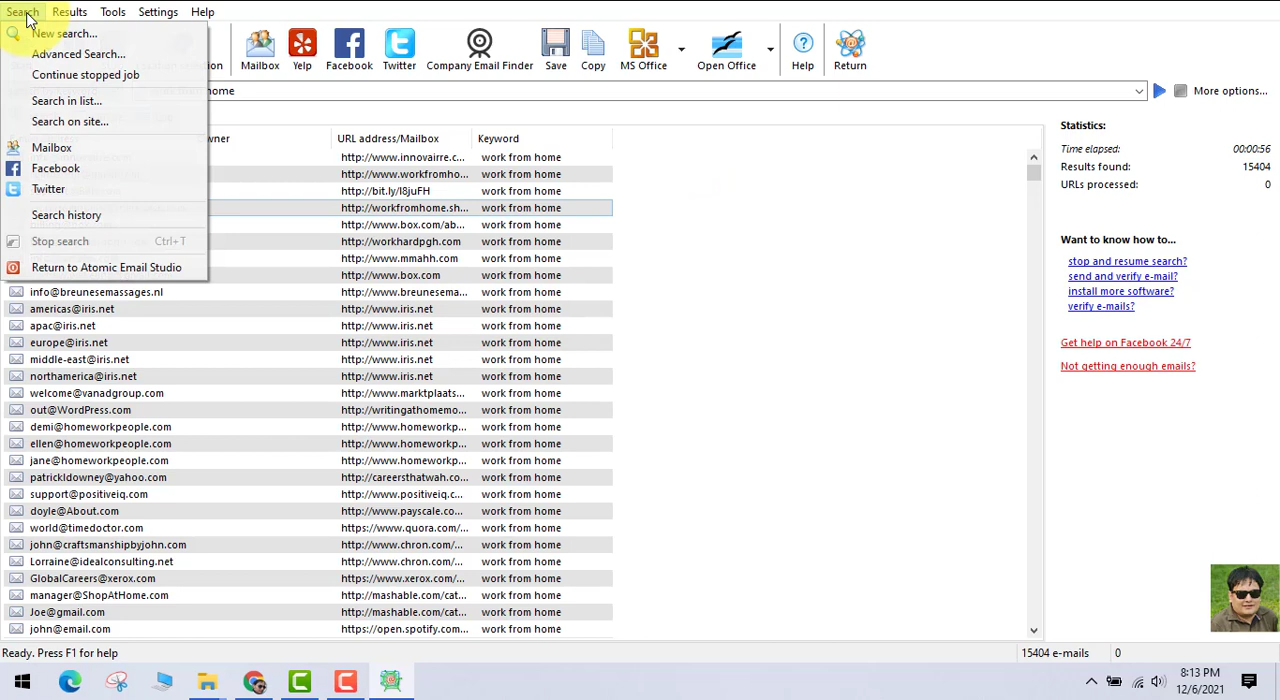 Search Results Tools Settings Help
New search...
Advanced Search...
Continue stopped job
Search in list...
Search on site...
Mailbox
Facebook
Twitter
Search history
Stop search Ctrl+T
Return to Atomic Email Studio
Mailbox Yelp Facebook Twitter Company Email Finder Save Copy MS Office Open Office Help Return
home More options...
URL address/Mailbox Keyword
http://www.innovairre.c... work from home
http://www.workfromho... work from home
http://bit.ly/l8juFH work from home
http://workfromhome.sh... work from home
http://www.box.com/ab... work from home
http://workhardpgh.com work from home
http://www.mmahh.com work from home
http://www.box.com work from home
info@breunesemassages.nl http://www.breunesema... work from home
americas@iris.net http://www.iris.net work from home
apac@iris.net http://www.iris.net work from home
europe@iris.net http://www.iris.net work from home
middle-east@iris.net http://www.iris.net work from home
northamerica@iris.net http://www.iris.net work from home
welcome@vanadgroup.com http://www.marktplaats... work from home
out@WordPress.com http://writingathomemo... work from home
demi@homeworkpeople.com http://www.homeworkp... work from home
ellen@homeworkpeople.com http://www.homeworkp... work from home
jane@homeworkpeople.com http://www.homeworkp... work from home
patrickldowney@yahoo.com http://careersthatwah.com... work from home
support@positiveiq.com http://www.positiveiq.c... work from home
doyle@About.com http://www.payscale.co... work from home
world@timedoctor.com https://www.quora.com/... work from home
john@craftsmanshipbyjohn.com http://www.chron.com/... work from home
Lorraine@idealconsulting.net http://www.chron.com/... work from home
GlobalCareers@xerox.com https://www.xerox.com/... work from home
manager@ShopAtHome.com http://mashable.com/cat... work from home
Joe@gmail.com http://mashable.com/cat... work from home
john@email.com https://open.spotify.com... work from home
Statistics:
Time elapsed: 00:00:56
Results found: 15404
URLs processed: 0
Want to know how to...
stop and resume search?
send and verify e-mail?
install more software?
verify e-mails?
Get help on Facebook 24/7
Not getting enough emails?
Ready. Press F1 for help 15404 e-mails 0
8:13 PM
12/6/2021